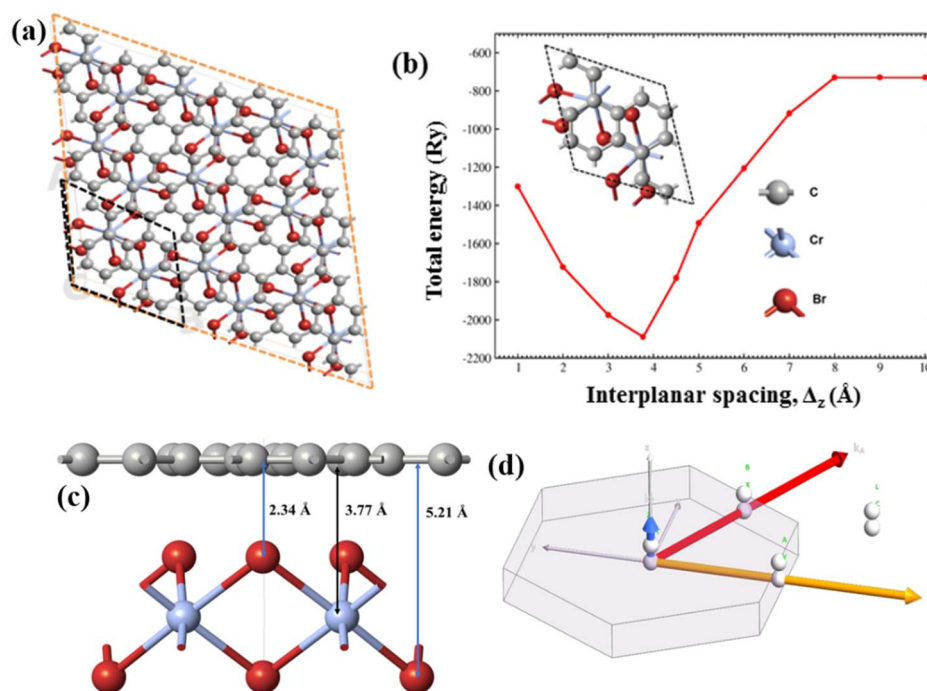 (a)
(b)
Total energy (Ry)
-600
-800
-1000
-1200
-1400
-1600
-1800
-2000
-2200
C
Cr
Br
1 2 3 4 5 6 7 8 9 10
Interplanar spacing, Δz (Å)
(c)
2.34 Å
3.77 Å
5.21 Å
(d)
z
kA
B
X
L
C
A
Y
y